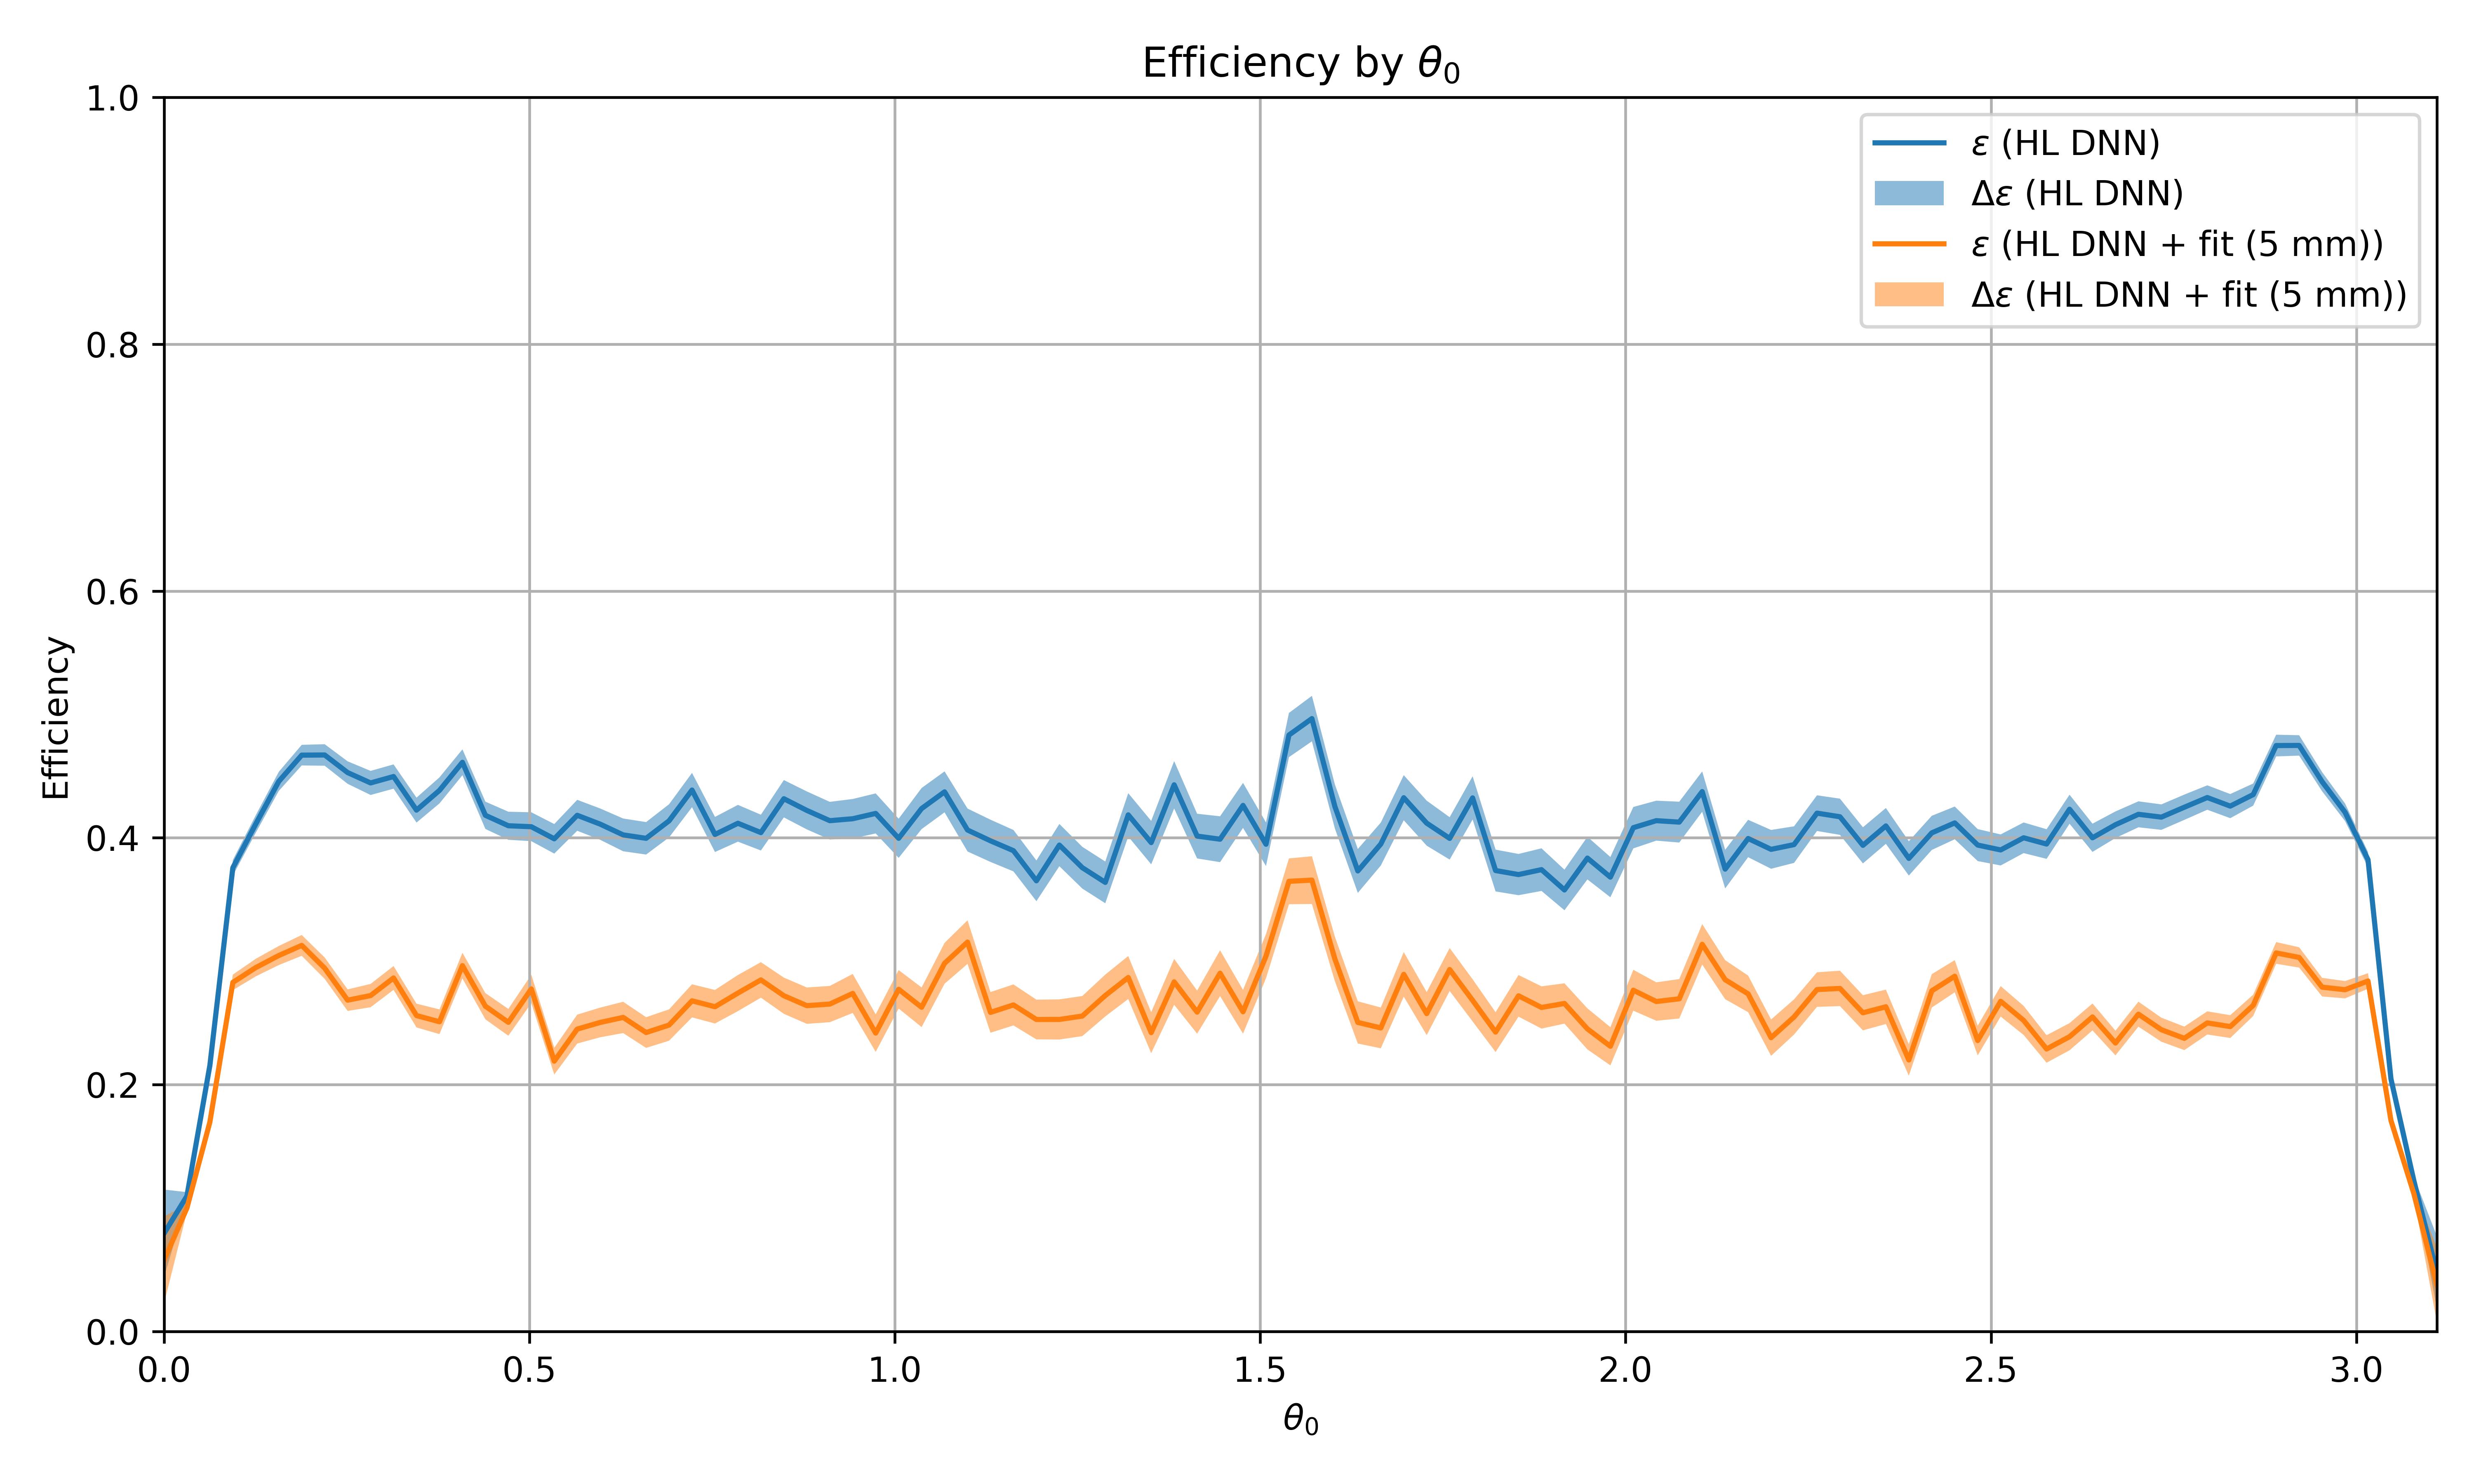 Efficiency by θ₀
ε (HL DNN)
Δε (HL DNN)
ε (HL DNN + fit (5 mm))
Δε (HL DNN + fit (5 mm))
Efficiency
1.0
0.8
0.6
0.4
0.2
0.0
0.0 0.5 1.0 1.5 2.0 2.5 3.0
θ₀